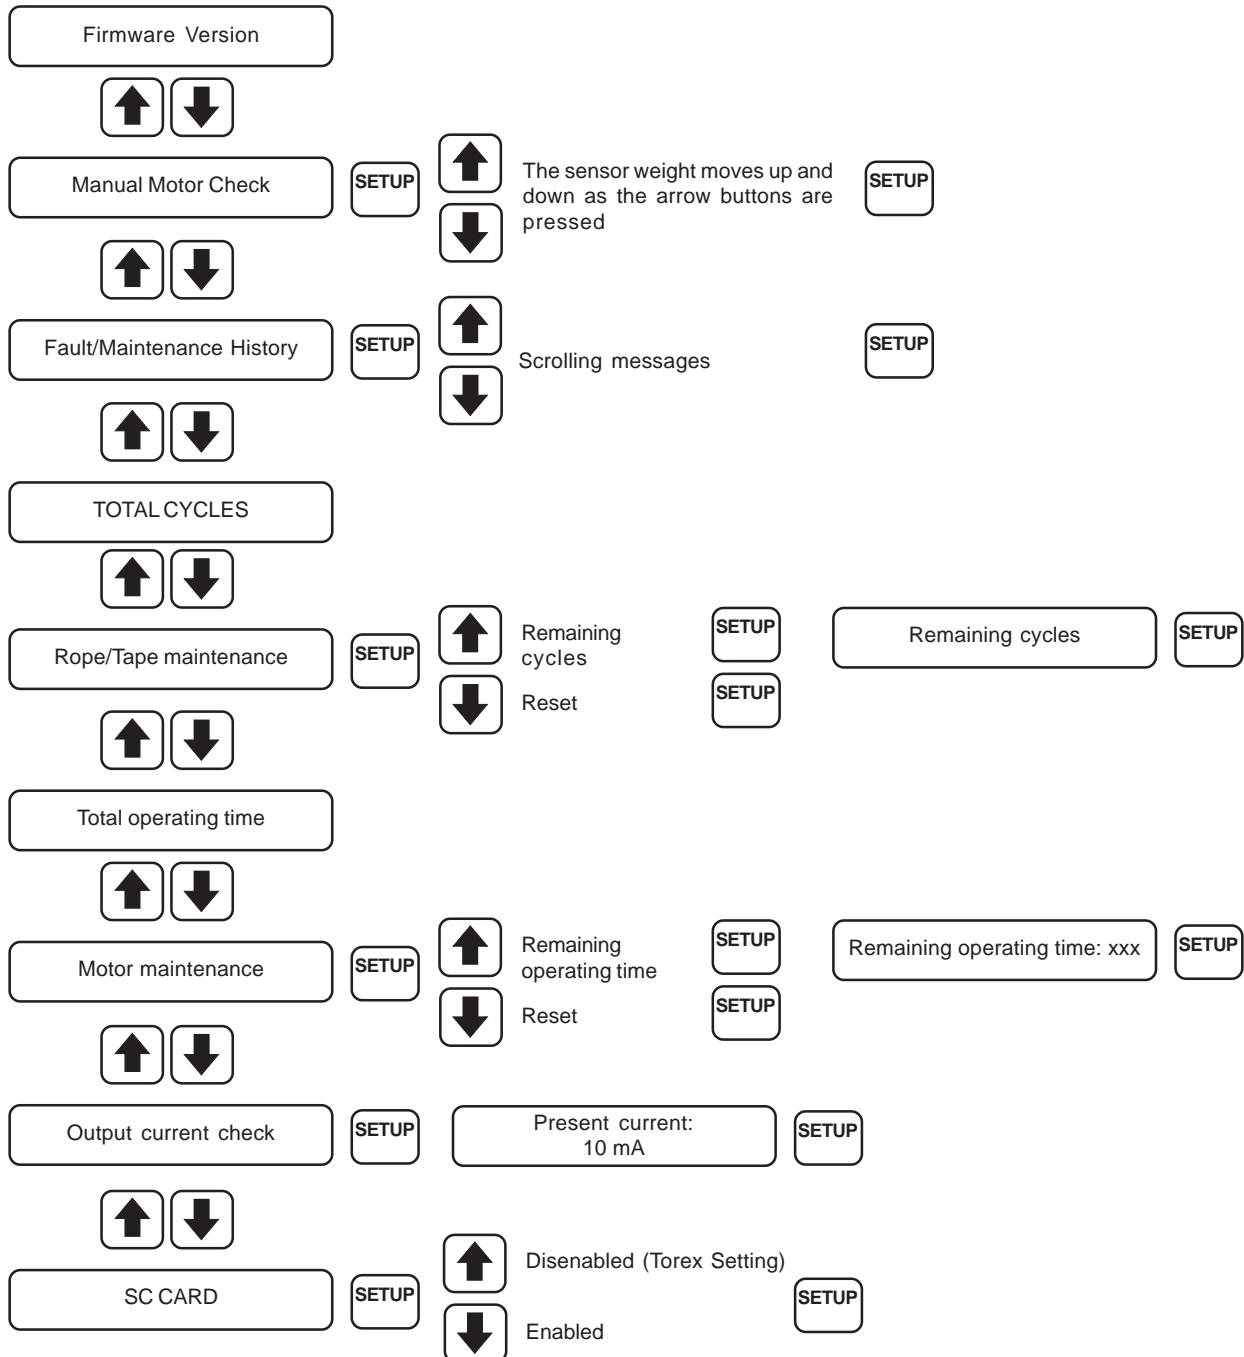 Firmware Version
Manual Motor Check
SETUP
The sensor weight moves up and
down as the arrow buttons are
pressed
SETUP
Fault/Maintenance History
SETUP
Scrolling messages
SETUP
TOTAL CYCLES
Rope/Tape maintenance
SETUP
Remaining
cycles
SETUP
Remaining cycles
SETUP
Reset
SETUP
Total operating time
Motor maintenance
SETUP
Remaining
operating time
SETUP
Remaining operating time: xxx
SETUP
Reset
SETUP
Output current check
SETUP
Present current:
10 mA
SETUP
SC CARD
SETUP
Disenabled (Torex Setting)
Enabled
SETUP